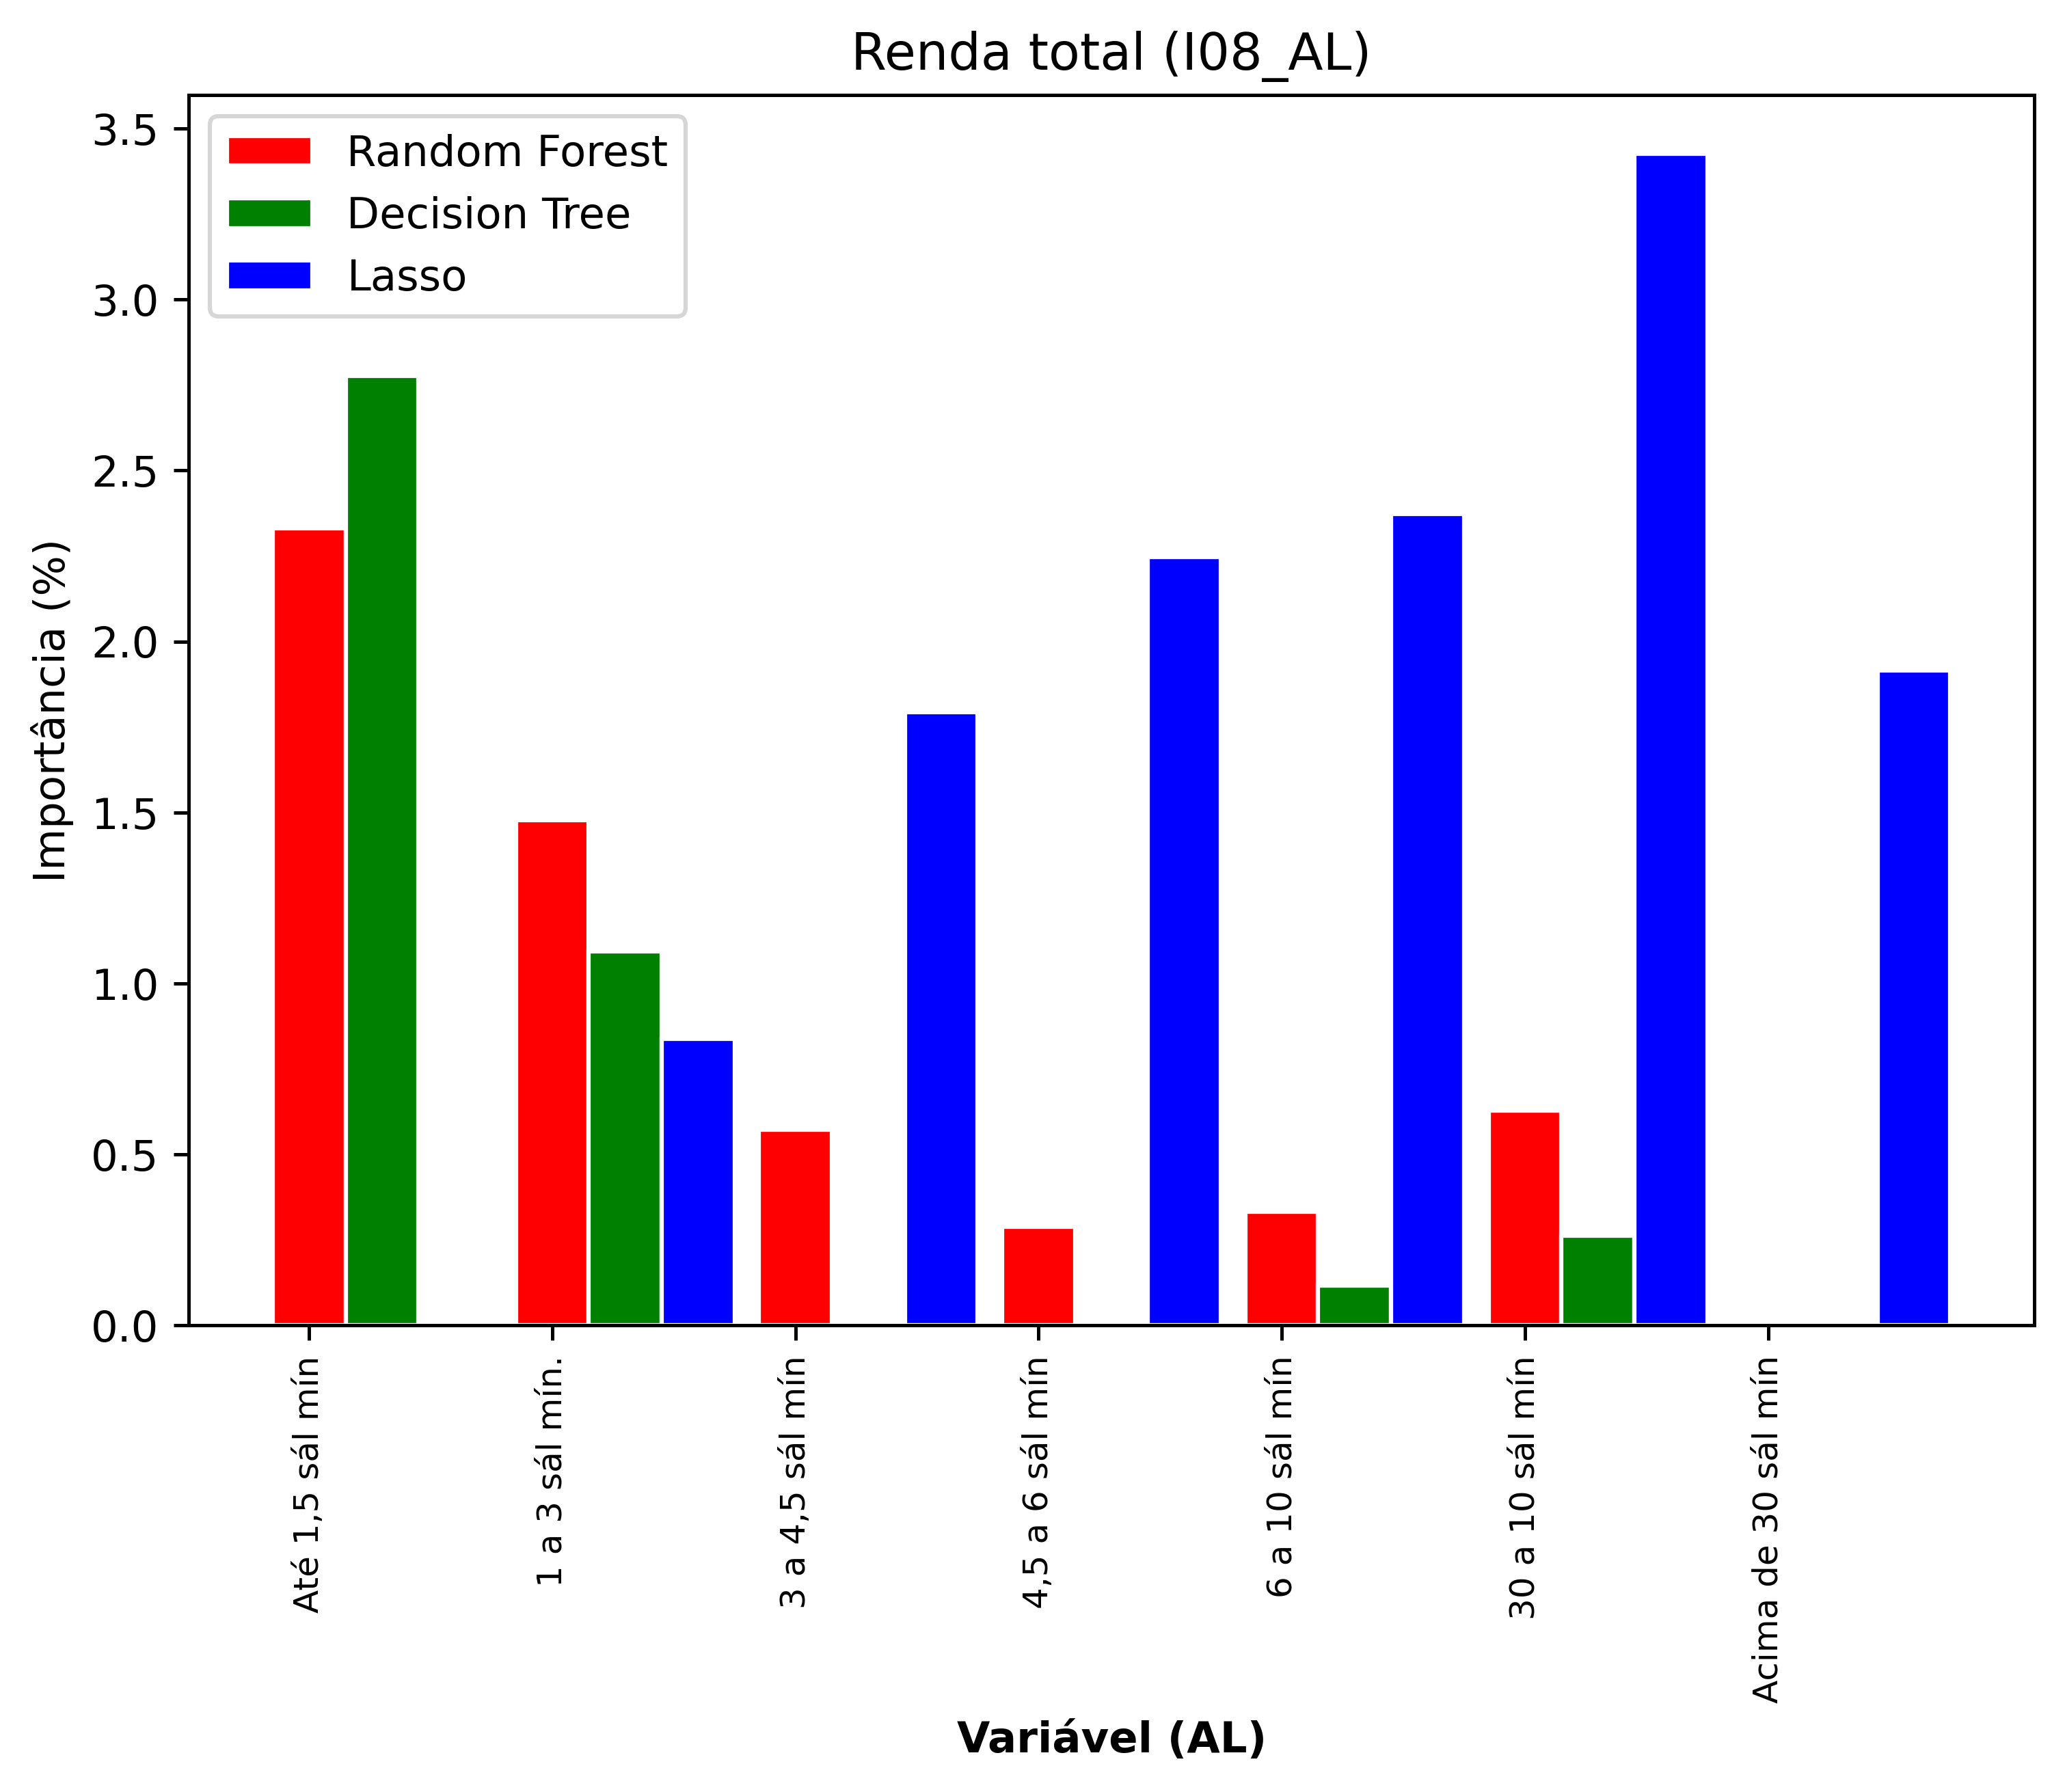 Renda total (I08_AL)
Random Forest
Decision Tree
Lasso
Importância (%)
3.5
3.0
2.5
2.0
1.5
1.0
0.5
0.0
Até 1,5 sál mín
1 a 3 sál mín.
3 a 4,5 sál mín
4,5 a 6 sál mín
6 a 10 sál mín
30 a 10 sál mín
Acima de 30 sál mín
Variável (AL)